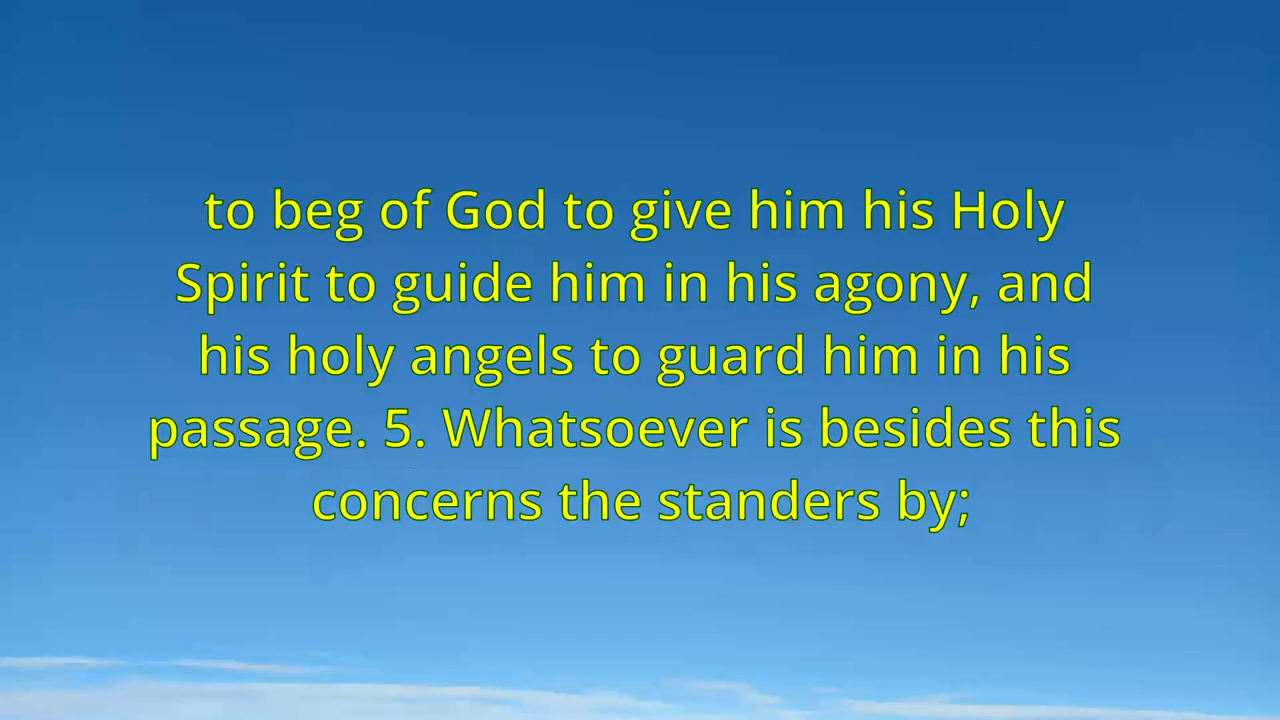 to beg of God to give him his Holy
Spirit to guide him in his agony, and
his holy angels to guard him in his
passage. 5. Whatsoever is besides this
concerns the standers by;